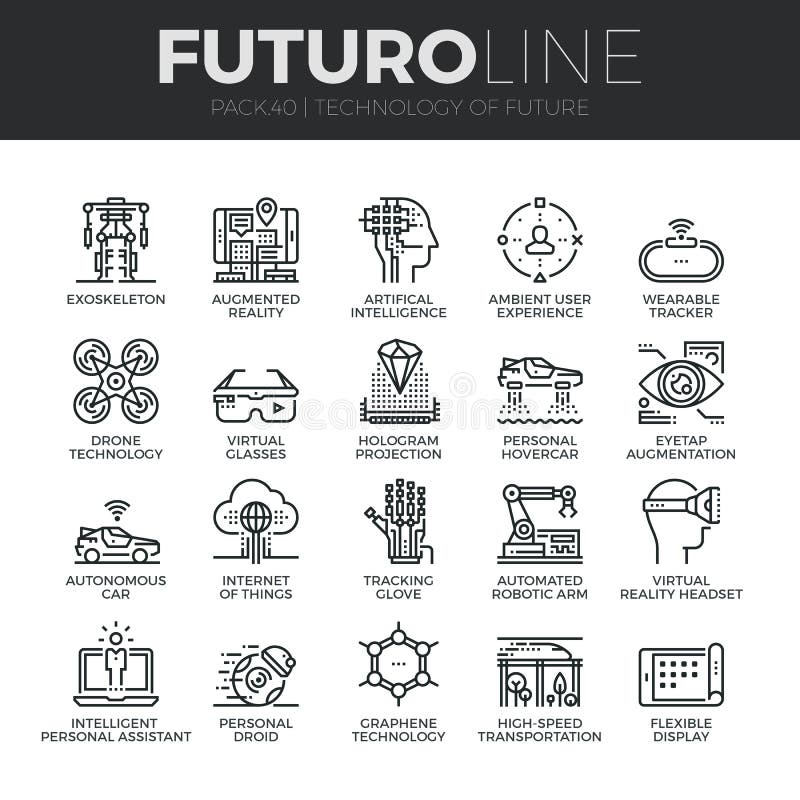 FUTUROLINE
PACK.40 | TECHNOLOGY OF FUTURE
EXOSKELETON
AUGMENTED
REALITY
ARTIFICAL
INTELLIGENCE
AMBIENT USER
EXPERIENCE
WEARABLE
TRACKER
DRONE
TECHNOLOGY
VIRTUAL
GLASSES
HOLOGRAM
PROJECTION
PERSONAL
HOVERCAR
EYETAP
AUGMENTATION
AUTONOMOUS
CAR
INTERNET
OF THINGS
TRACKING
GLOVE
AUTOMATED
ROBOTIC ARM
VIRTUAL
REALITY HEADSET
INTELLIGENT
PERSONAL ASSISTANT
PERSONAL
DROID
GRAPHENE
TECHNOLOGY
HIGH-SPEED
TRANSPORTATION
FLEXIBLE
DISPLAY
dreamstime